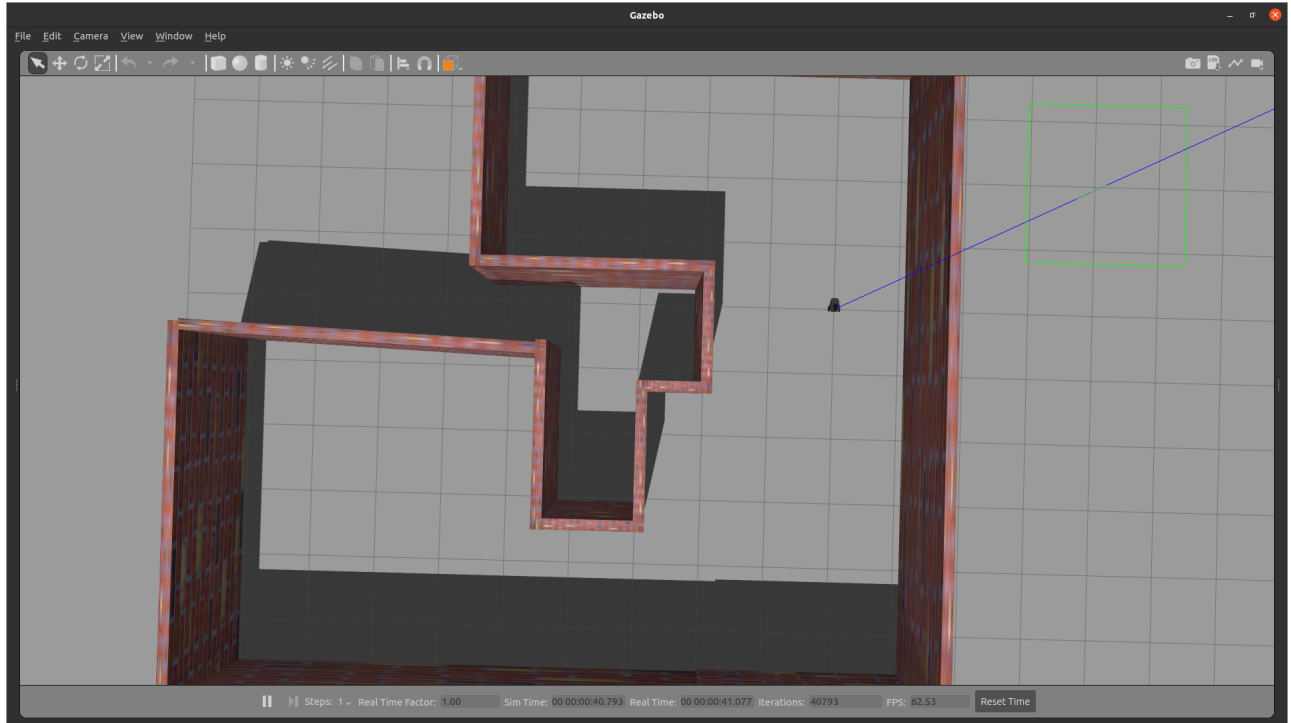 Gazebo
File Edit Camera View Window Help
LOG
Steps: 1 Real Time Factor: 1.00 Sim Time: 00 00:00:40.793 Real Time: 00 00:00:41.077 Iterations: 40793 FPS: 62.53 Reset Time